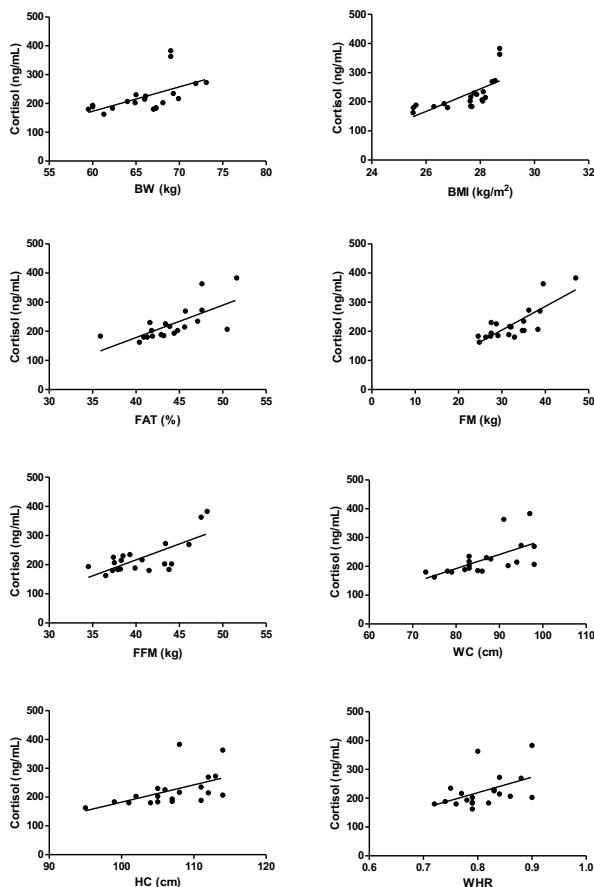 500
400
300
200
100
0
Cortisol (ng/mL)
55 60 65 70 75 80
BW (kg)
500
400
300
200
100
0
Cortisol (ng/mL)
24 26 28 30 32
BMI (kg/m²)
500
400
300
200
100
0
Cortisol (ng/mL)
30 35 40 45 50 55
FAT (%)
500
400
300
200
100
0
Cortisol (ng/mL)
0 10 20 30 40 50
FM (kg)
500
400
300
200
100
0
Cortisol (ng/mL)
30 35 40 45 50 55
FFM (kg)
500
400
300
200
100
0
Cortisol (ng/mL)
60 70 80 90 100 110
WC (cm)
500
400
300
200
100
0
Cortisol (ng/mL)
90 100 110 120
HC (cm)
500
400
300
200
100
0
Cortisol (ng/mL)
0.6 0.7 0.8 0.9 1.0
WHR